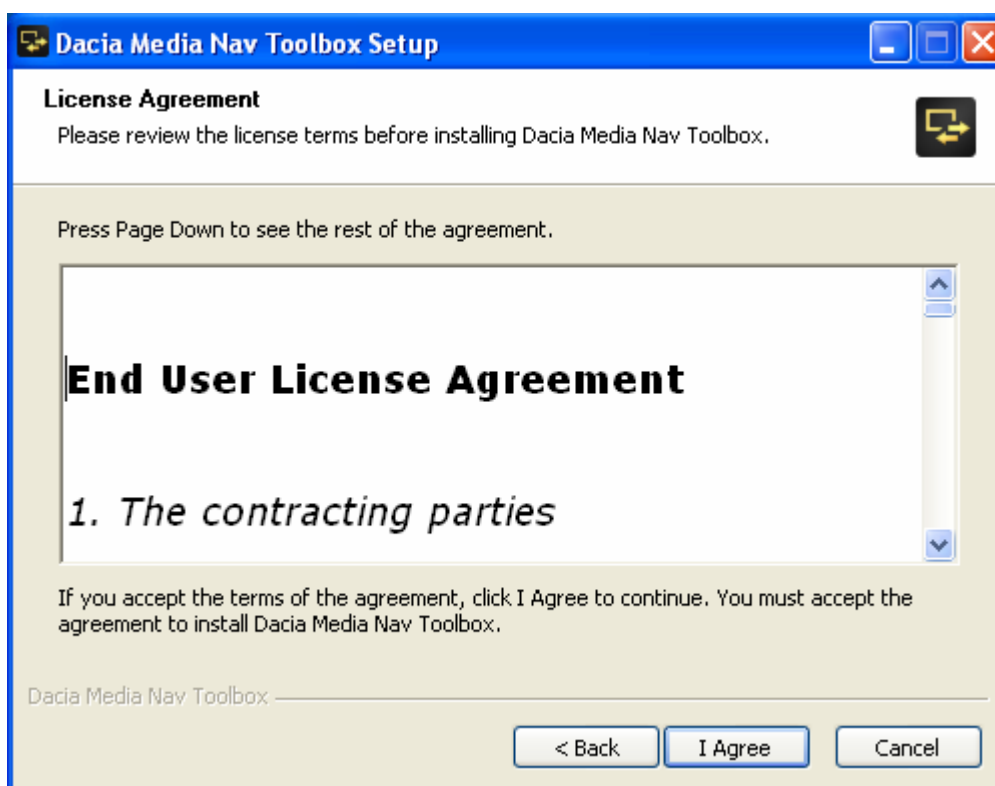 Dacia Media Nav Toolbox Setup
License Agreement
Please review the license terms before installing Dacia Media Nav Toolbox.
Press Page Down to see the rest of the agreement.
End User License Agreement
1. The contracting parties
If you accept the terms of the agreement, click I Agree to continue. You must accept the
agreement to install Dacia Media Nav Toolbox.
Dacia Media Nav Toolbox
< Back I Agree Cancel